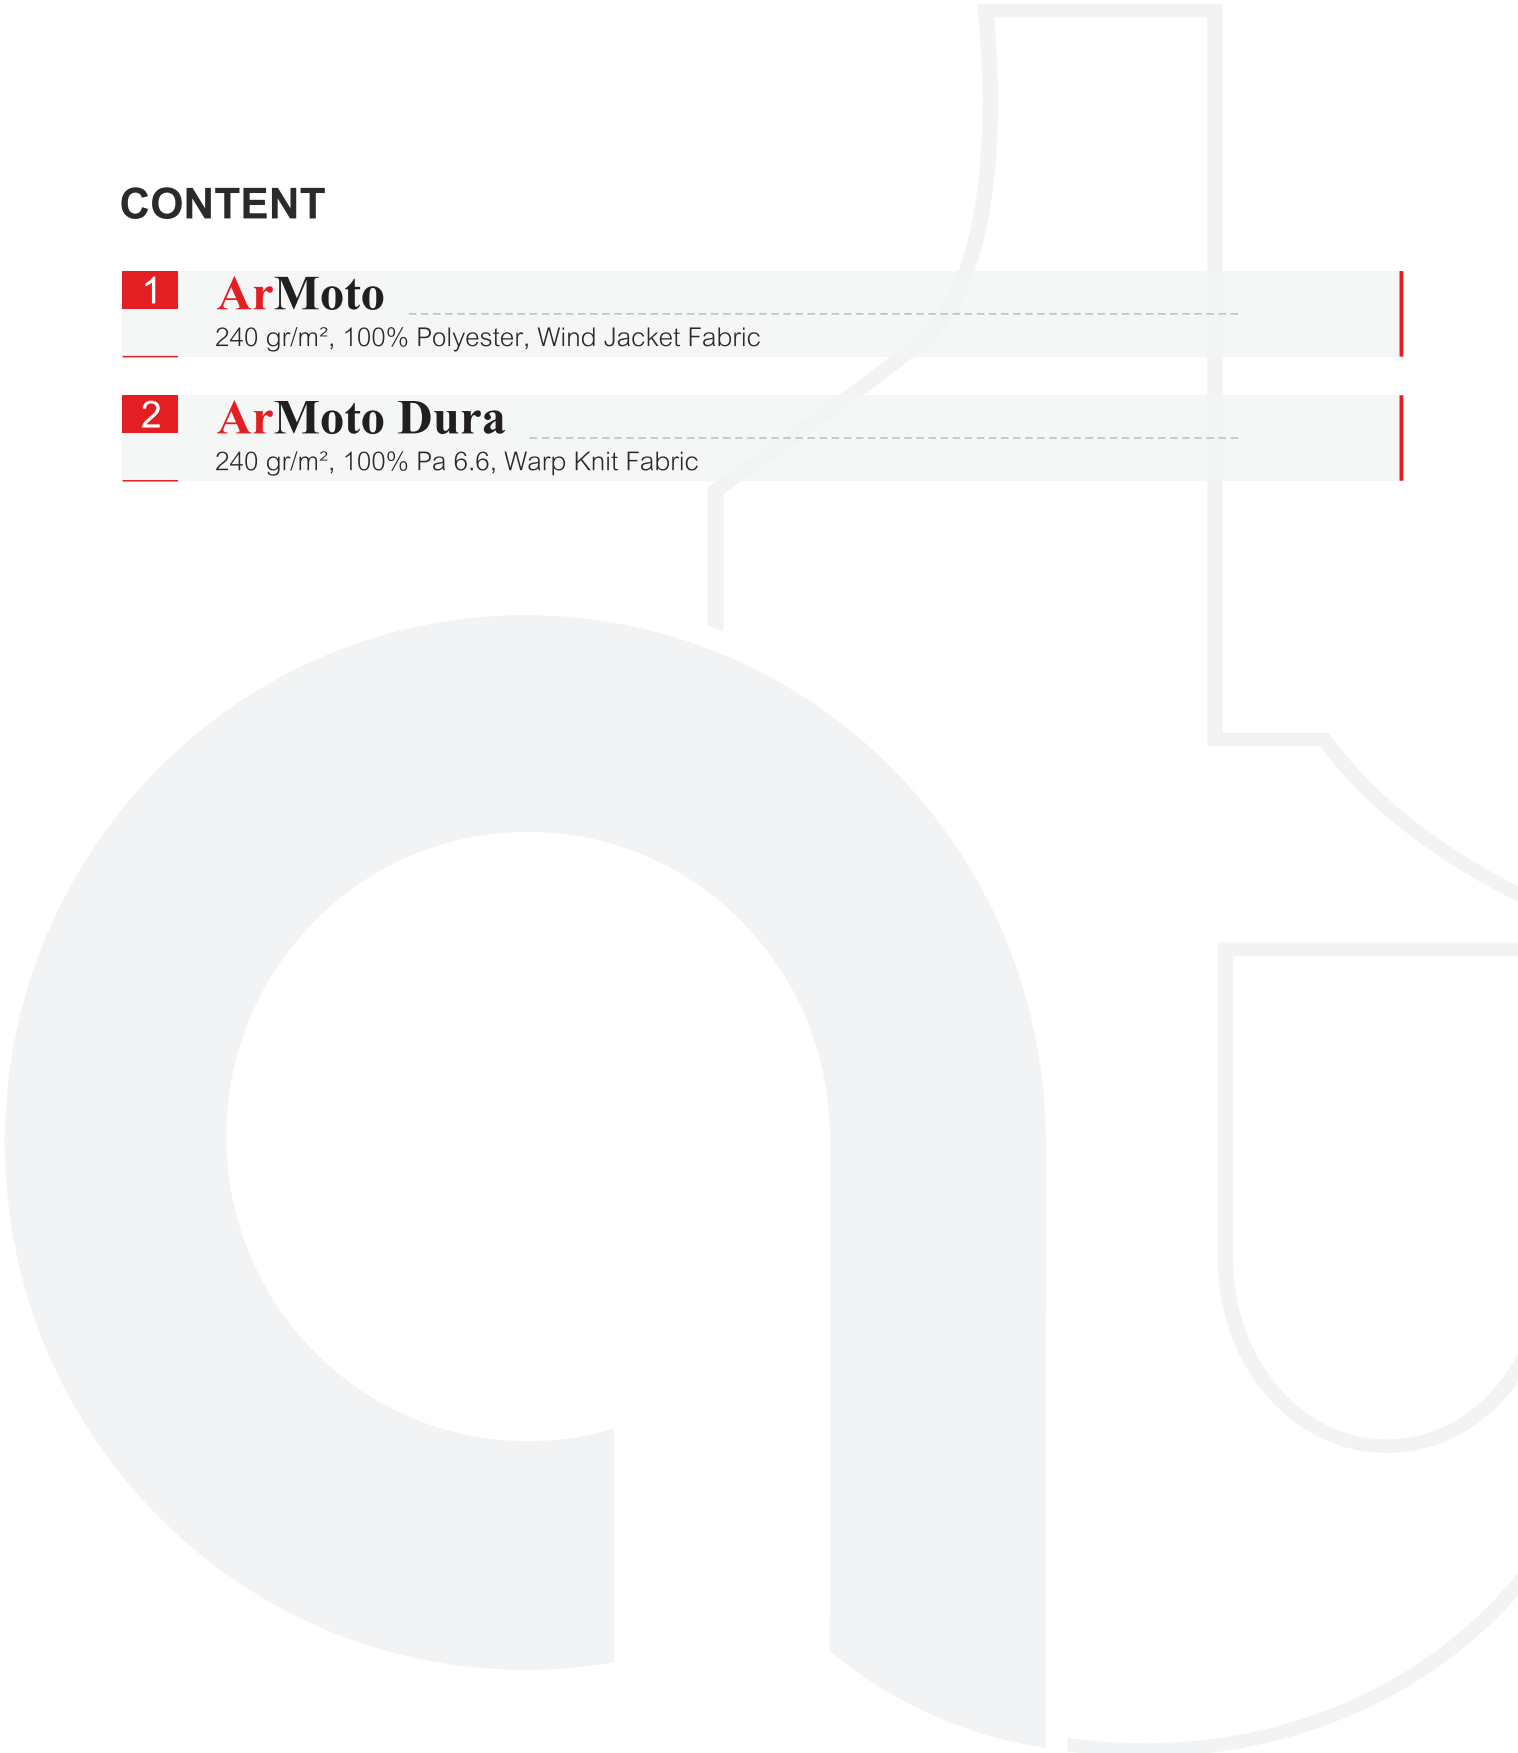 CONTENT
1
ArMoto
240 gr/m², 100% Polyester, Wind Jacket Fabric
2
ArMoto Dura
240 gr/m², 100% Pa 6.6, Warp Knit Fabric